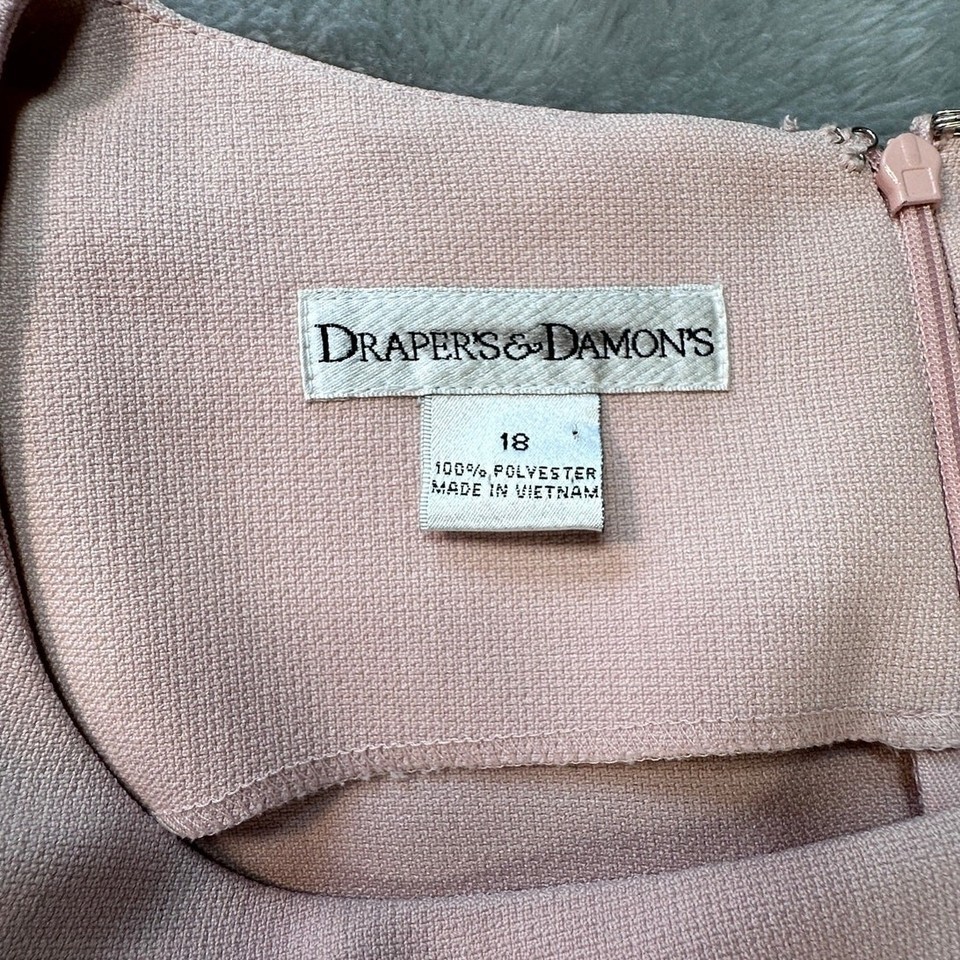 DRAPER'S & DAMON'S
18
100% POLYESTER
MADE IN VIETNAM